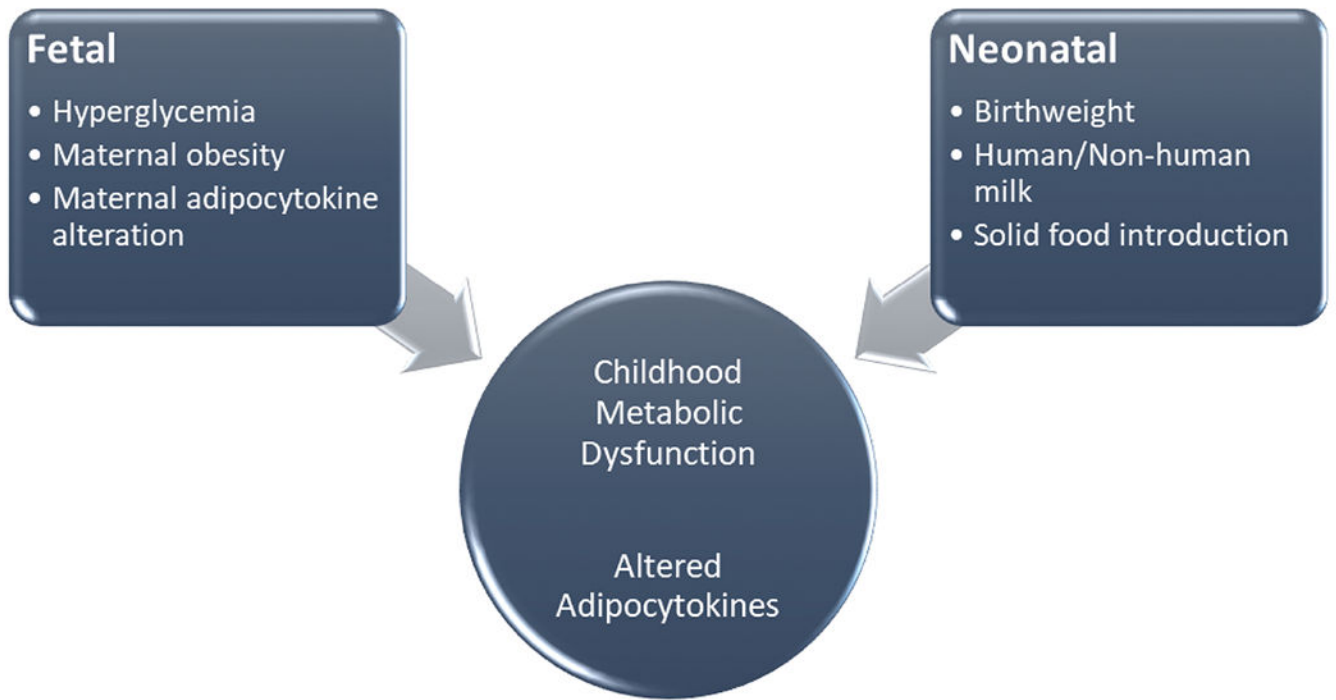 Fetal
• Hyperglycemia
• Maternal obesity
• Maternal adipocytokine
alteration
Neonatal
• Birthweight
• Human/Non-human
milk
• Solid food introduction
Childhood
Metabolic
Dysfunction
Altered
Adipocytokines